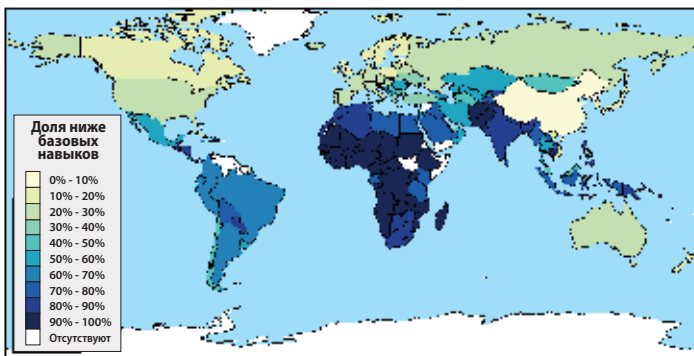 Доля ниже
базовых
навыков
0% - 10%
10% - 20%
20% - 30%
30% - 40%
40% - 50%
50% - 60%
60% - 70%
70% - 80%
80% - 90%
90% - 100%
Отсутствуют